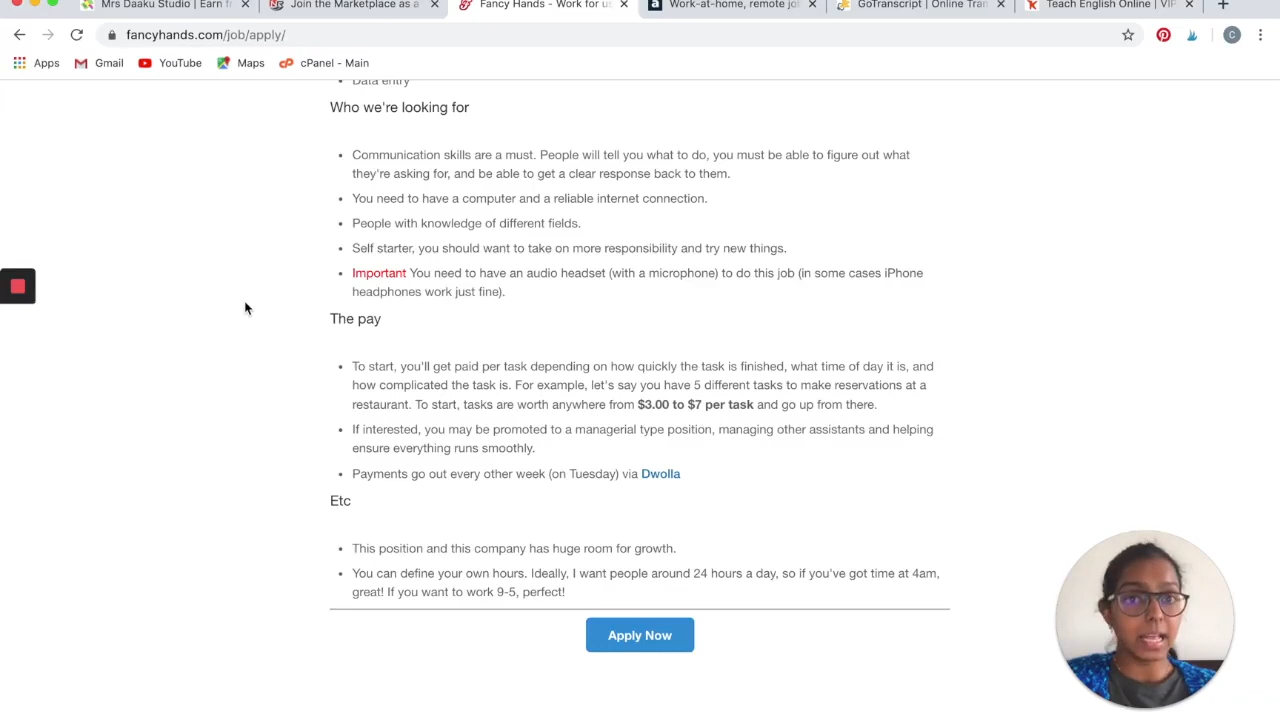 Mrs Daaku Studio | Earn fr
Join the Marketplace as a
Fancy Hands - Work for us
Work-at-home, remote jo
GoTranscript | Online Tran
Teach English Online | VIP
fancyhands.com/job/apply/
C
Apps
Gmail
YouTube
Maps
cPanel - Main
Data entry
Who we're looking for
Communication skills are a must. People will tell you what to do, you must be able to figure out what
they're asking for, and be able to get a clear response back to them.
You need to have a computer and a reliable internet connection.
People with knowledge of different fields.
Self starter, you should want to take on more responsibility and try new things.
Important You need to have an audio headset (with a microphone) to do this job (in some cases iPhone
headphones work just fine).
The pay
To start, you'll get paid per task depending on how quickly the task is finished, what time of day it is, and
how complicated the task is. For example, let's say you have 5 different tasks to make reservations at a
restaurant. To start, tasks are worth anywhere from $3.00 to $7 per task and go up from there.
If interested, you may be promoted to a managerial type position, managing other assistants and helping
ensure everything runs smoothly.
Payments go out every other week (on Tuesday) via Dwolla
Etc
This position and this company has huge room for growth.
You can define your own hours. Ideally, I want people around 24 hours a day, so if you've got time at 4am,
great! If you want to work 9-5, perfect!
Apply Now